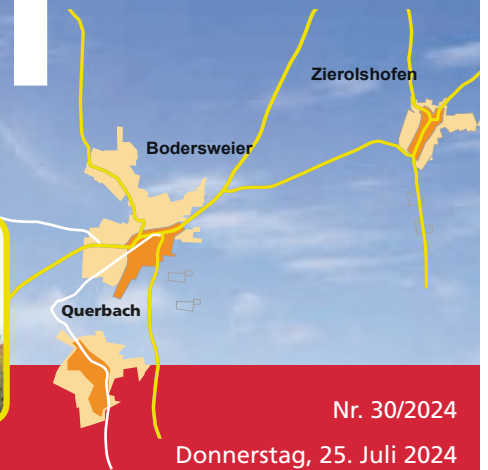 Zierolshofen
Bodersweier
Querbach
Nr. 30/2024
Donnerstag, 25. Juli 2024